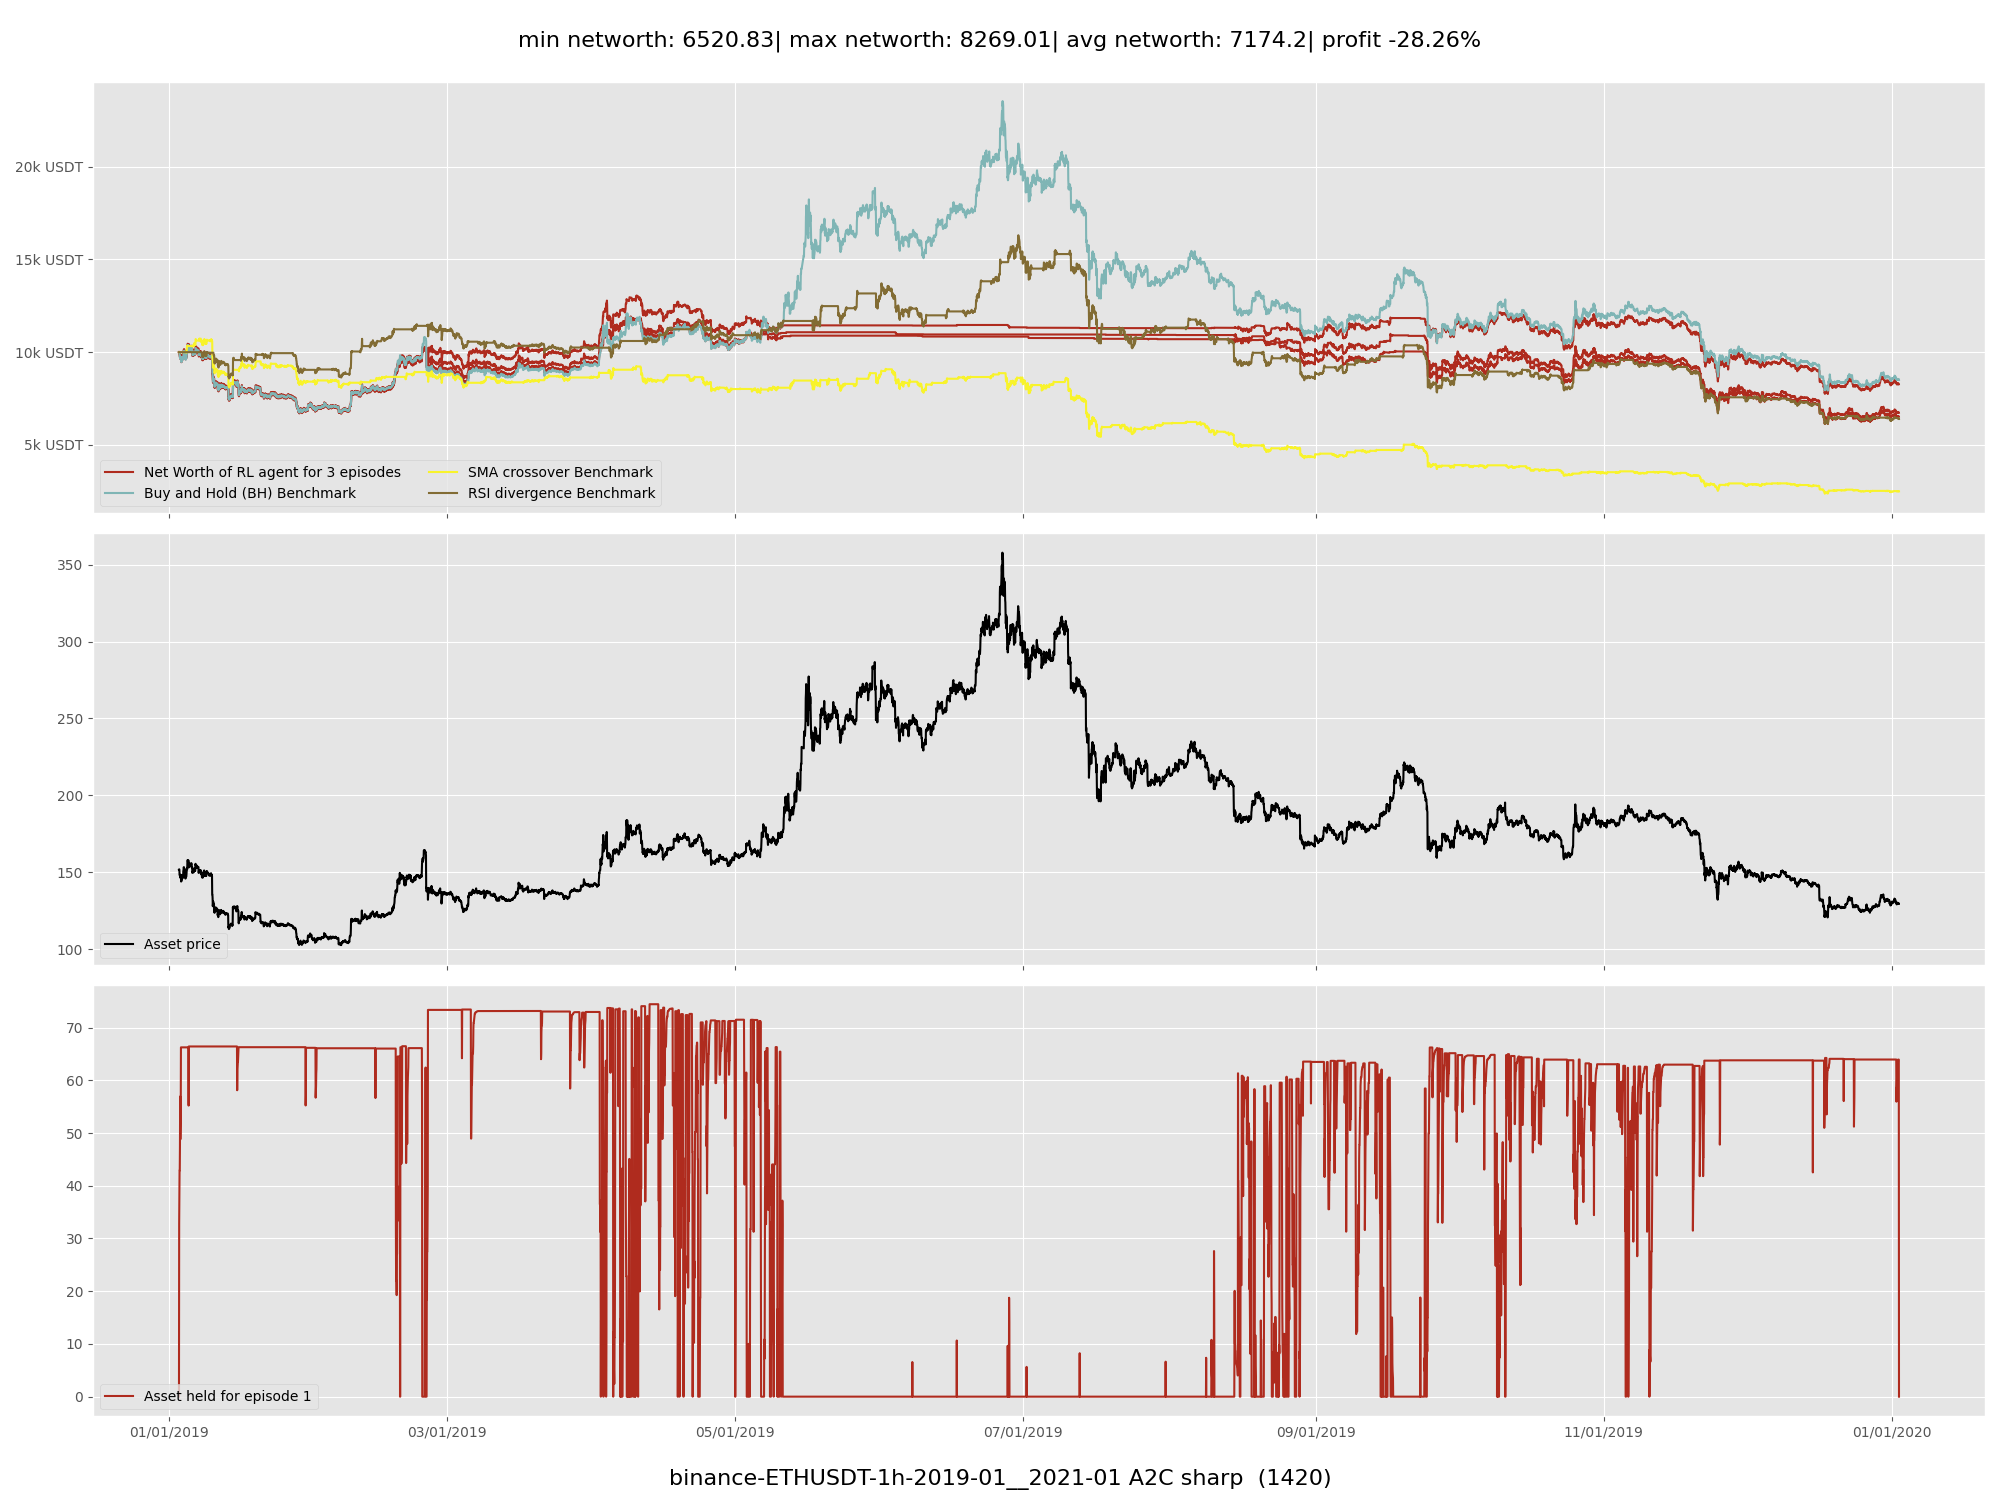 min networth: 6520.83| max networth: 8269.01| avg networth: 7174.2| profit -28.26%
20k USDT
15k USDT
10k USDT
5k USDT
Net Worth of RL agent for 3 episodes
Buy and Hold (BH) Benchmark
SMA crossover Benchmark
RSI divergence Benchmark
350
300
250
200
150
100
Asset price
70
60
50
40
30
20
10
0
Asset held for episode 1
01/01/2019
03/01/2019
05/01/2019
07/01/2019
09/01/2019
11/01/2019
01/01/2020
binance-ETHUSDT-1h-2019-01__2021-01 A2C sharp (1420)